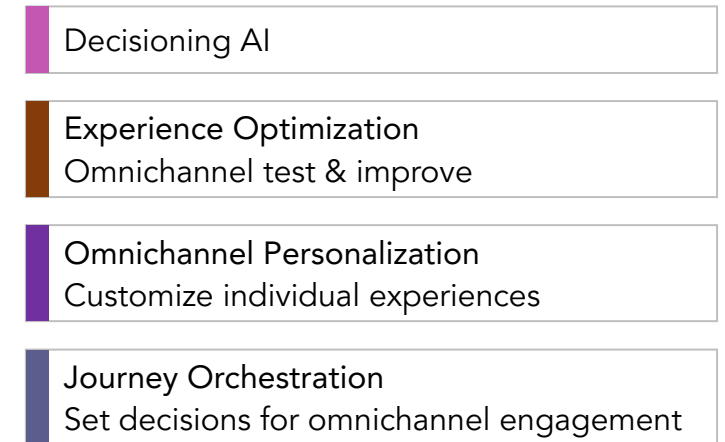 Decisioning AI
Experience Optimization
Omnichannel test & improve
Omnichannel Personalization
Customize individual experiences
Journey Orchestration
Set decisions for omnichannel engagement